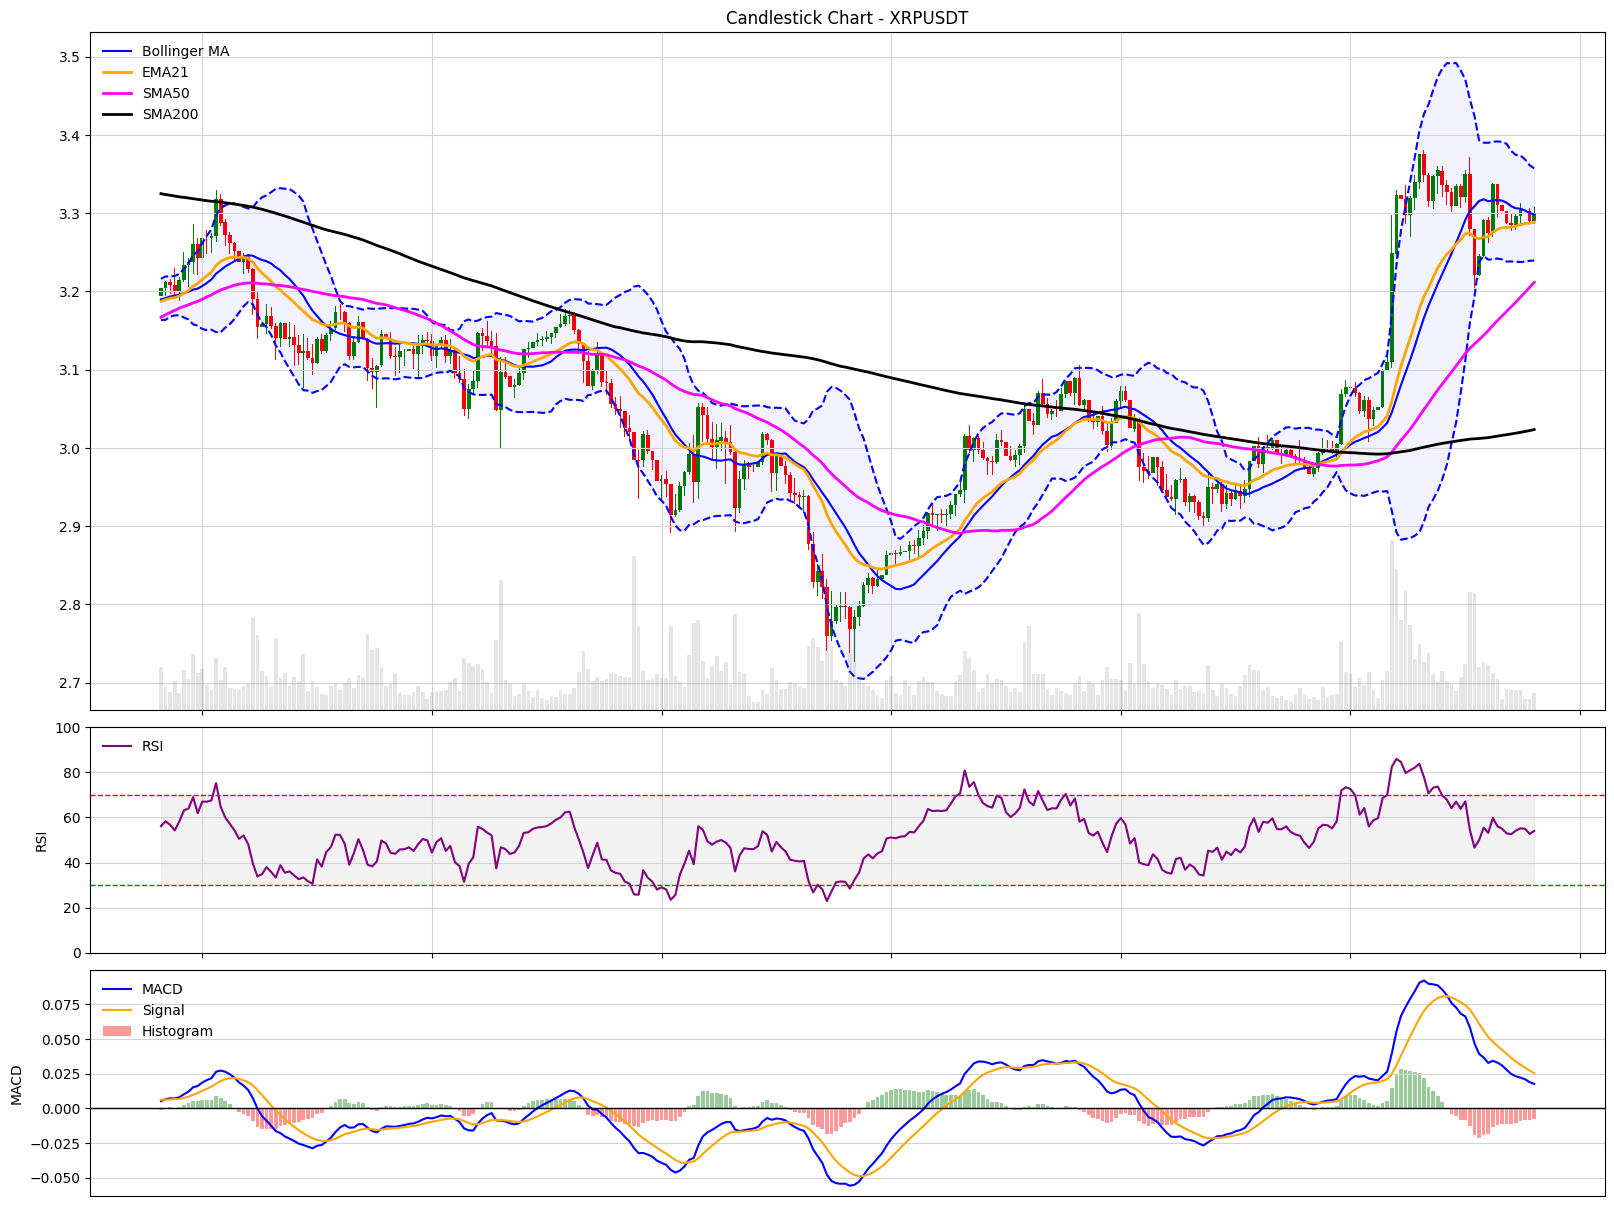 Candlestick Chart - XRPUSDT
Bollinger MA
EMA21
SMA50
SMA200
3.5
3.4
3.3
3.2
3.1
3.0
2.9
2.8
2.7
RSI
RSI
100
80
60
40
20
0
MACD
Signal
Histogram
MACD
0.075
0.050
0.025
0.000
−0.025
−0.050